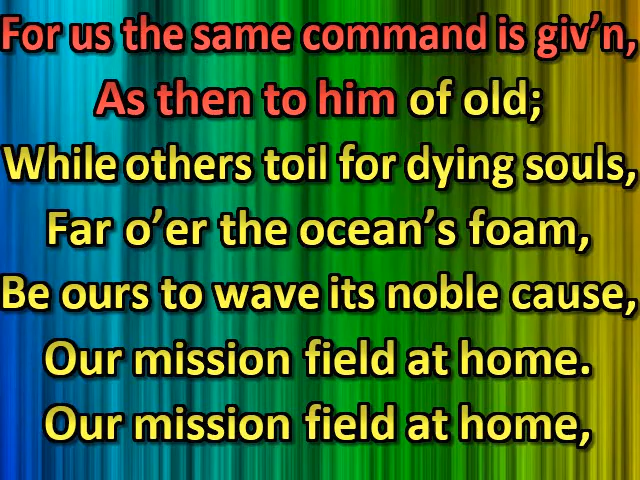 For us the same command is giv’n,
As then to him of old;
While others toil for dying souls,
Far o’er the ocean’s foam,
Be ours to wave its noble cause,
Our mission field at home.
Our mission field at home,